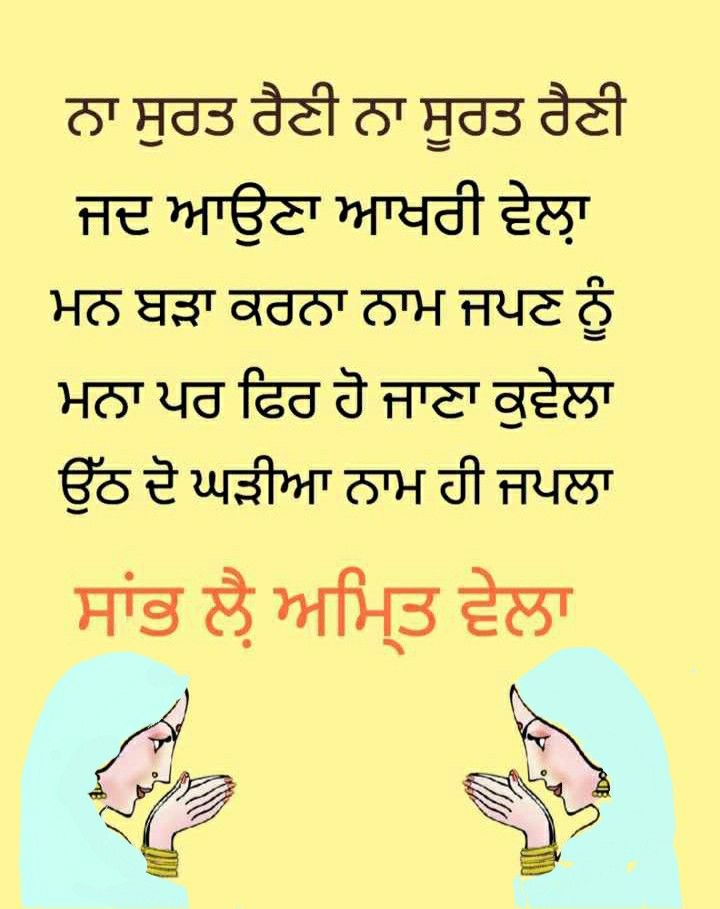 ਨਾ ਸੁਰਤ ਰੈਣੀ ਨਾ ਸੂਰਤ ਰੈਣੀ
ਜਦ ਆਉਣਾ ਆਖਰੀ ਵੇਲਾ਼
ਮਨ ਬੜਾ ਕਰਨਾ ਨਾਮ ਜਪਣ ਨੂੰ
ਮਨਾ ਪਰ ਫਿਰ ਹੋ ਜਾਣਾ ਕੁਵੇਲਾ
ਉੱਠ ਦੋ ਘੜੀਆ ਨਾਮ ਹੀ ਜਪਲਾ
ਸਾਂਭ ਲੈ਼ ਅਮ੍ਰਿਤ ਵੇਲਾ